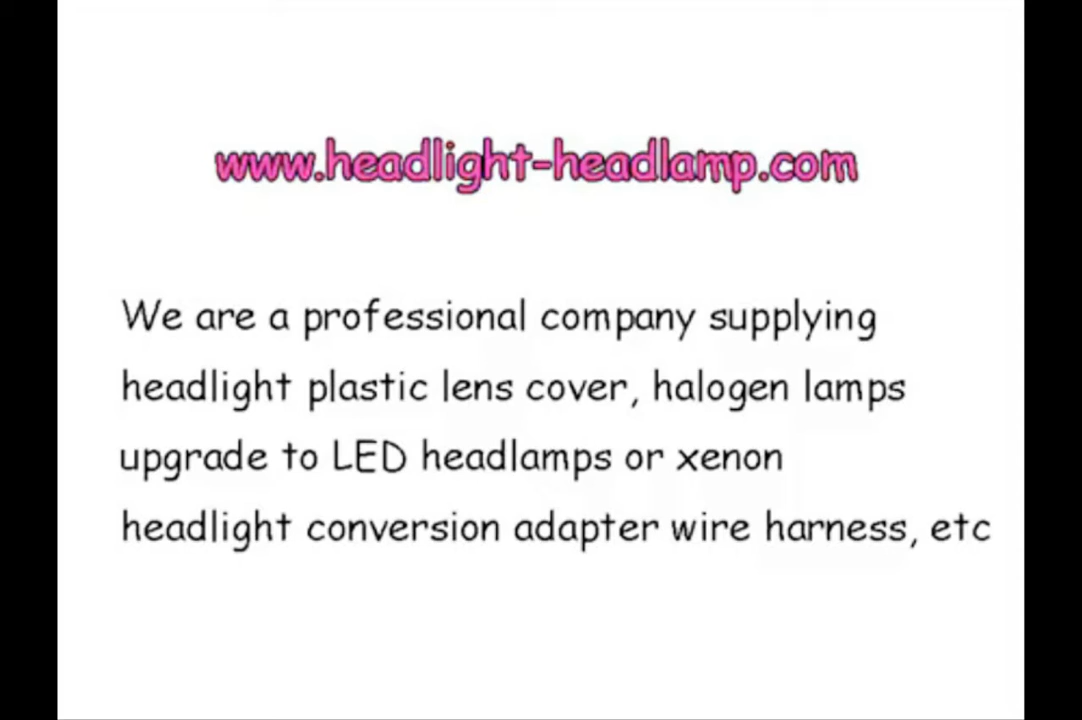 www.headlight-headlamp.com
We are a professional company supplying
headlight plastic lens cover, halogen lamps
upgrade to LED headlamps or xenon
headlight conversion adapter wire harness, etc